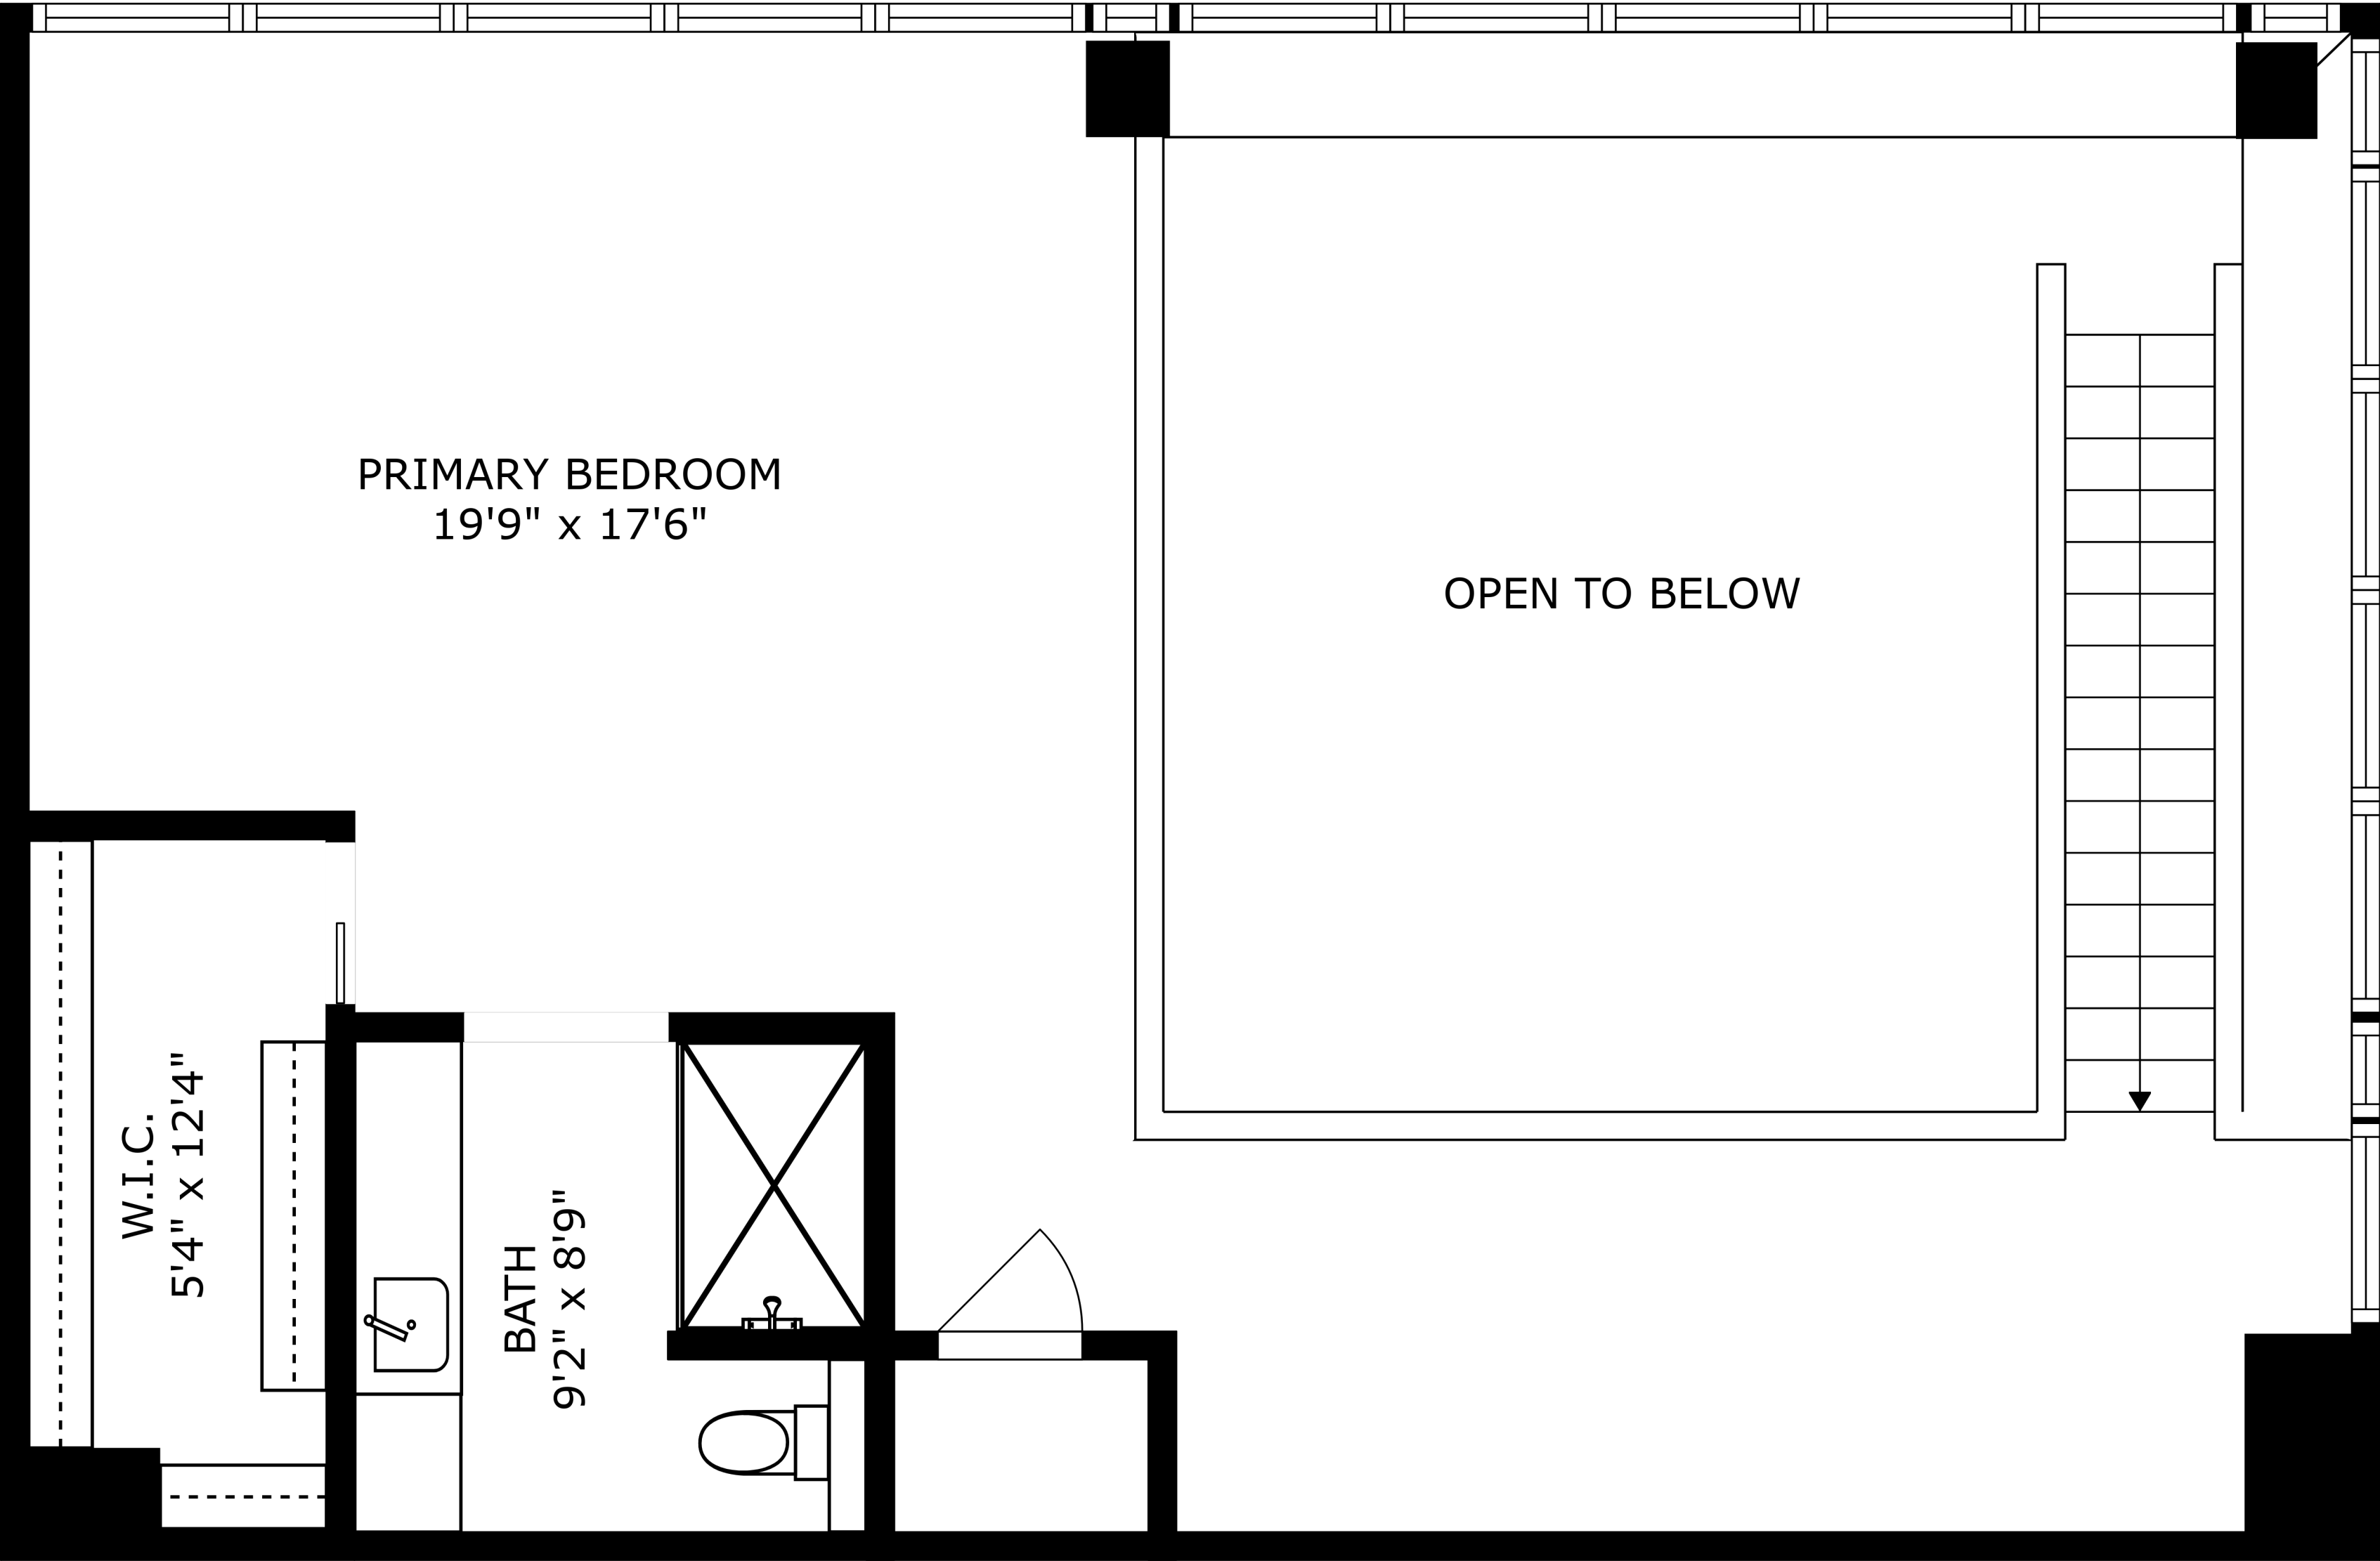 PRIMARY BEDROOM
19'9" x 17'6"
OPEN TO BELOW
W.I.C.
5'4" x 12'4"
BATH
9'2" x 8'9"